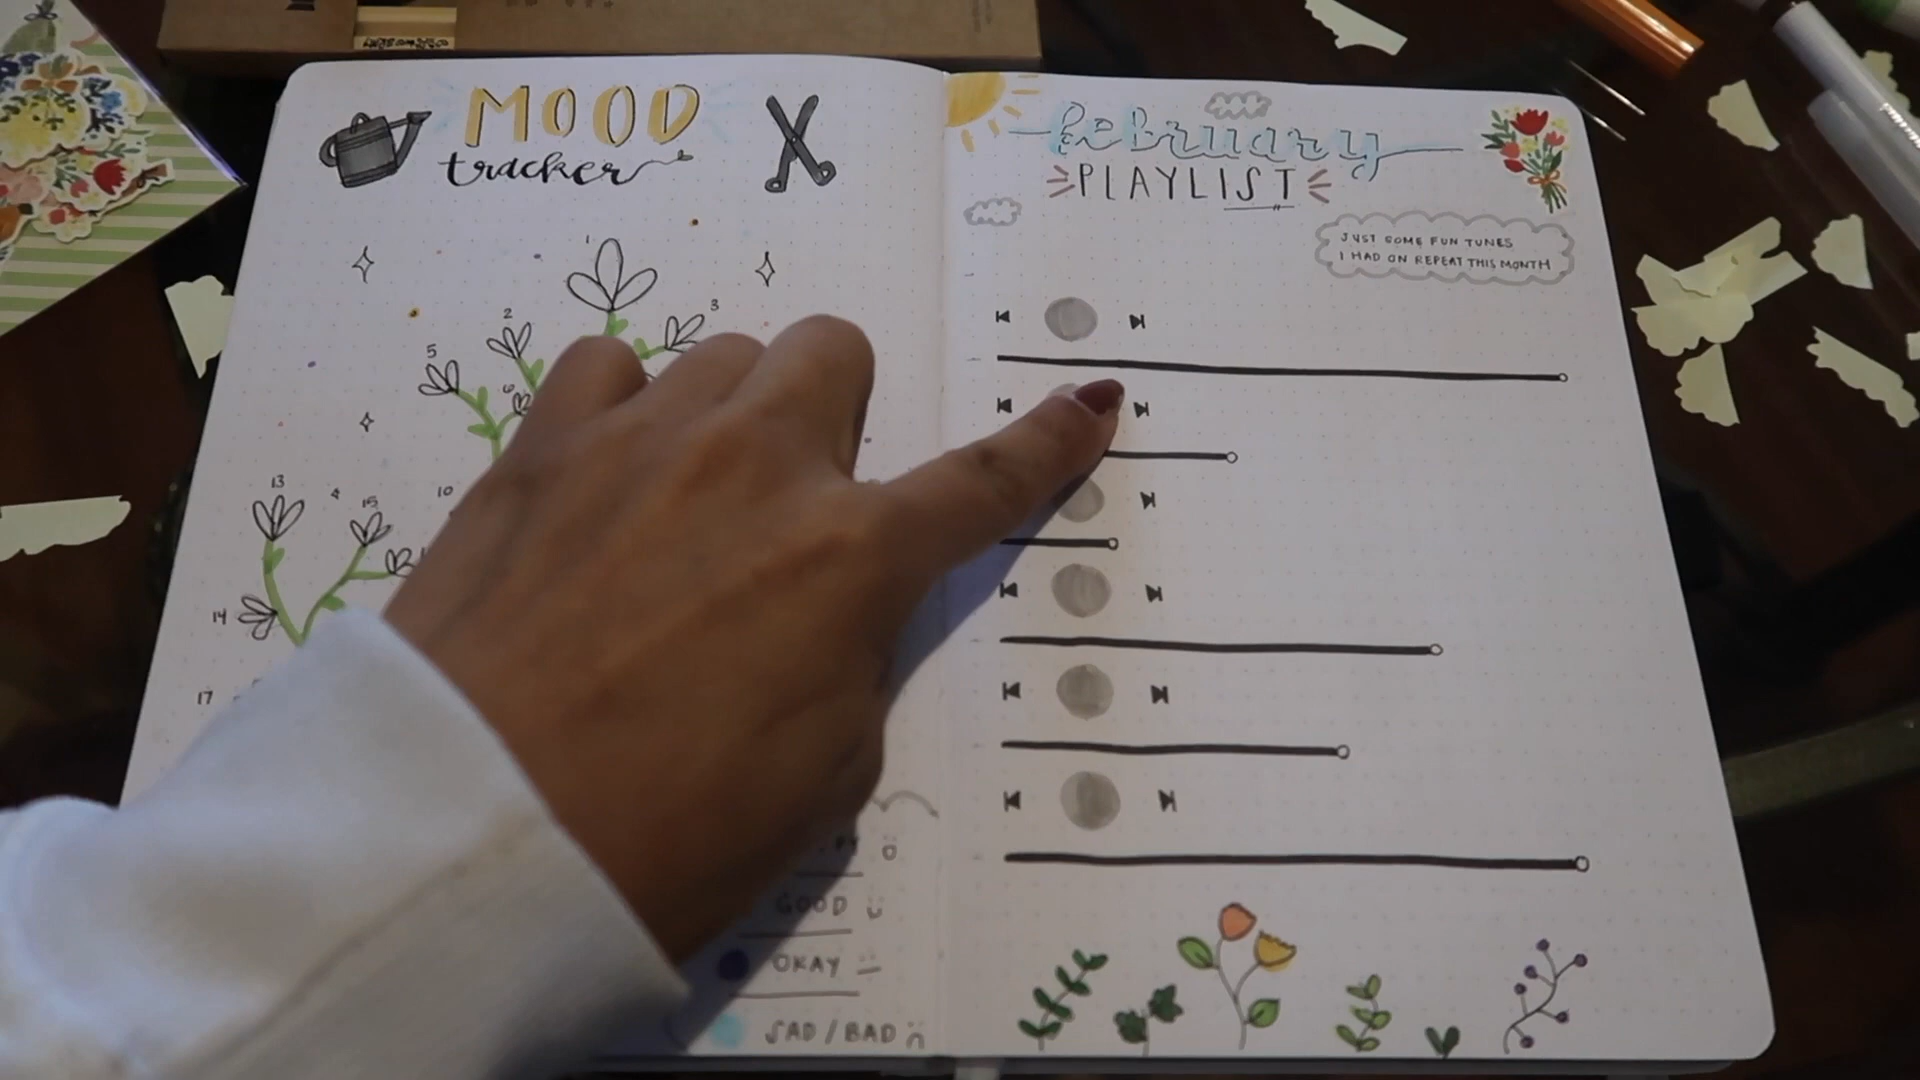 MOOD
tracker
1
2
3
5
6
13
15
10
14
17
GOOD
OKAY
SAD / BAD
FEBRUARY
PLAYLIST
JUST SOME FUN TUNES
I HAD ON REPEAT THIS MONTH